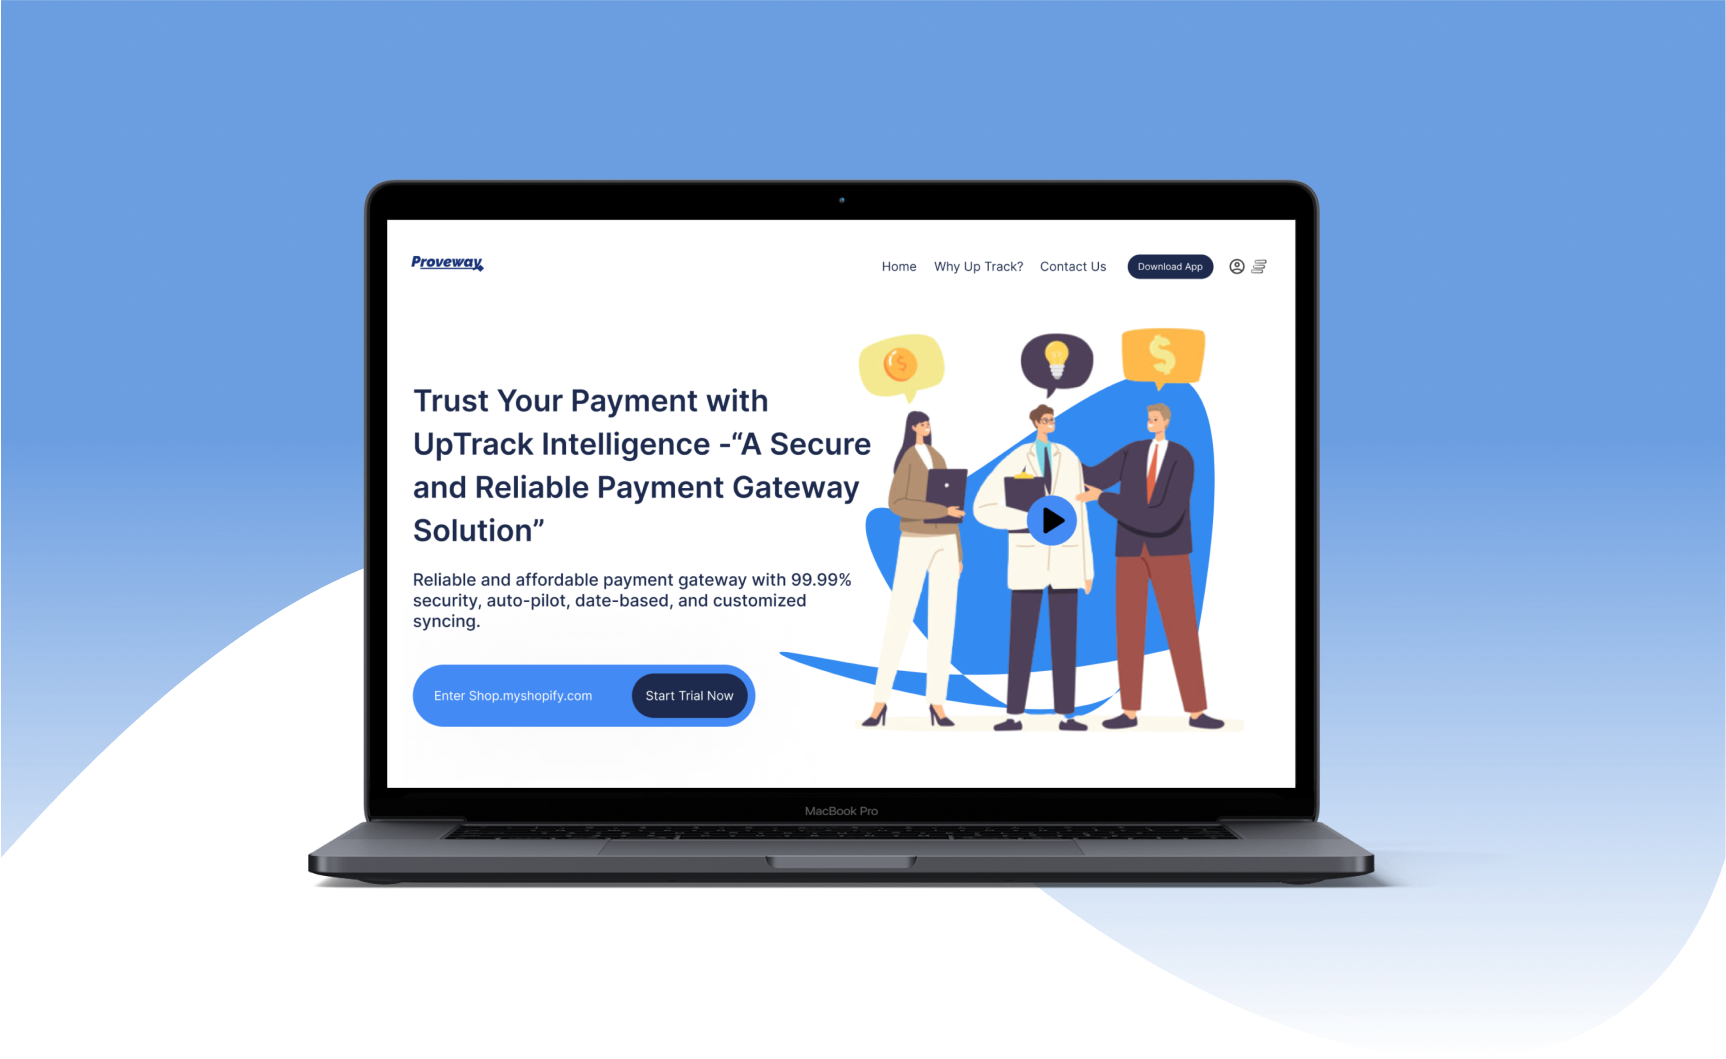 Proveway
Home Why Up Track? Contact Us Download App
Trust Your Payment with
UpTrack Intelligence -“A Secure
and Reliable Payment Gateway
Solution”
Reliable and affordable payment gateway with 99.99%
security, auto-pilot, date-based, and customized
syncing.
Enter Shop.myshopify.com Start Trial Now
MacBook Pro